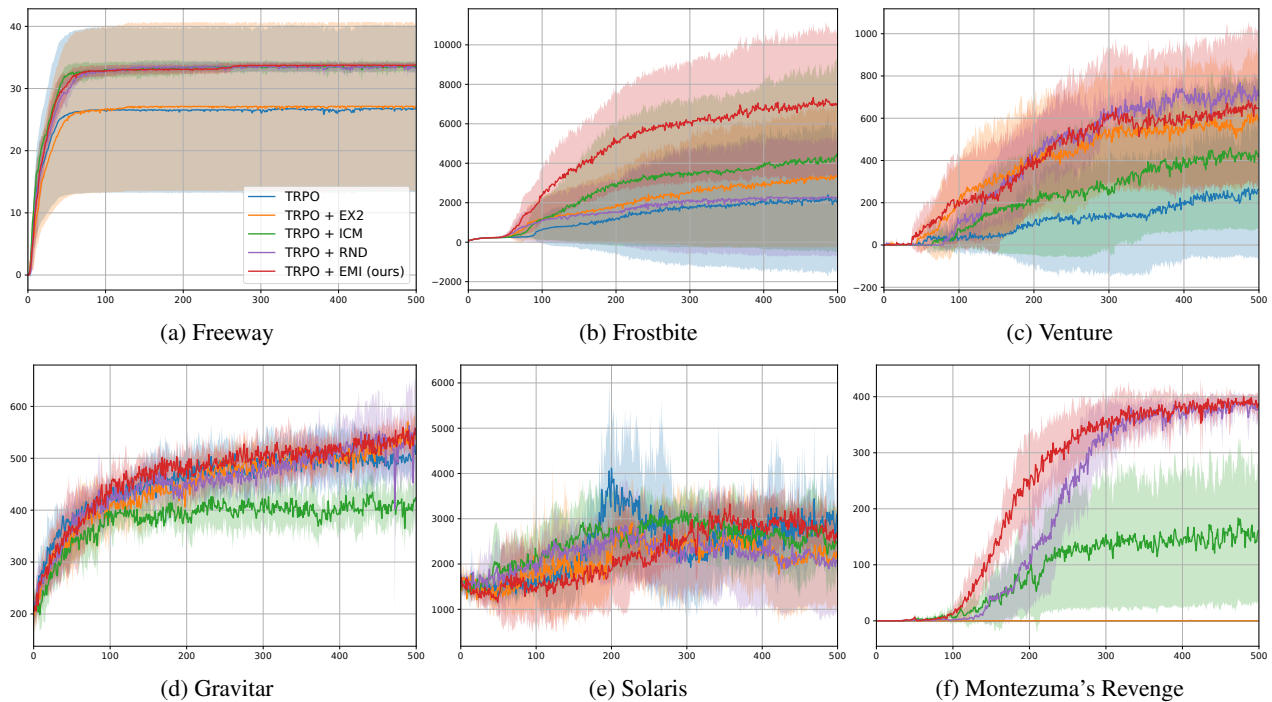 40
30
20
10
0
0 100 200 300 400 500
TRPO
TRPO + EX2
TRPO + ICM
TRPO + RND
TRPO + EMI (ours)
(a) Freeway
10000
8000
6000
4000
2000
0
−2000
0 100 200 300 400 500
(b) Frostbite
1000
800
600
400
200
0
−200
0 100 200 300 400 500
(c) Venture
600
500
400
300
200
0 100 200 300 400 500
(d) Gravitar
6000
5000
4000
3000
2000
1000
0 100 200 300 400 500
(e) Solaris
400
300
200
100
0
0 100 200 300 400 500
(f) Montezuma's Revenge